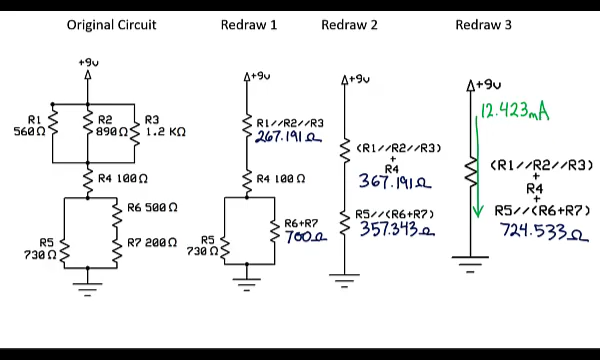 Original Circuit
Redraw 1
Redraw 2
Redraw 3
+9v
R1
560Ω
R2
890Ω
R3
1.2 KΩ
R4 100Ω
R6 500Ω
R5
730Ω
R7 200Ω
+9v
R1//R2//R3
267.191Ω
R4 100Ω
R6+R7
700Ω
R5
730Ω
+9v
(R1//R2//R3)
+
R4
367.191Ω
R5//(R6+R7)
357.343Ω
+9v
12.423mA
(R1//R2//R3)
+
R4
+
R5//(R6+R7)
724.533Ω